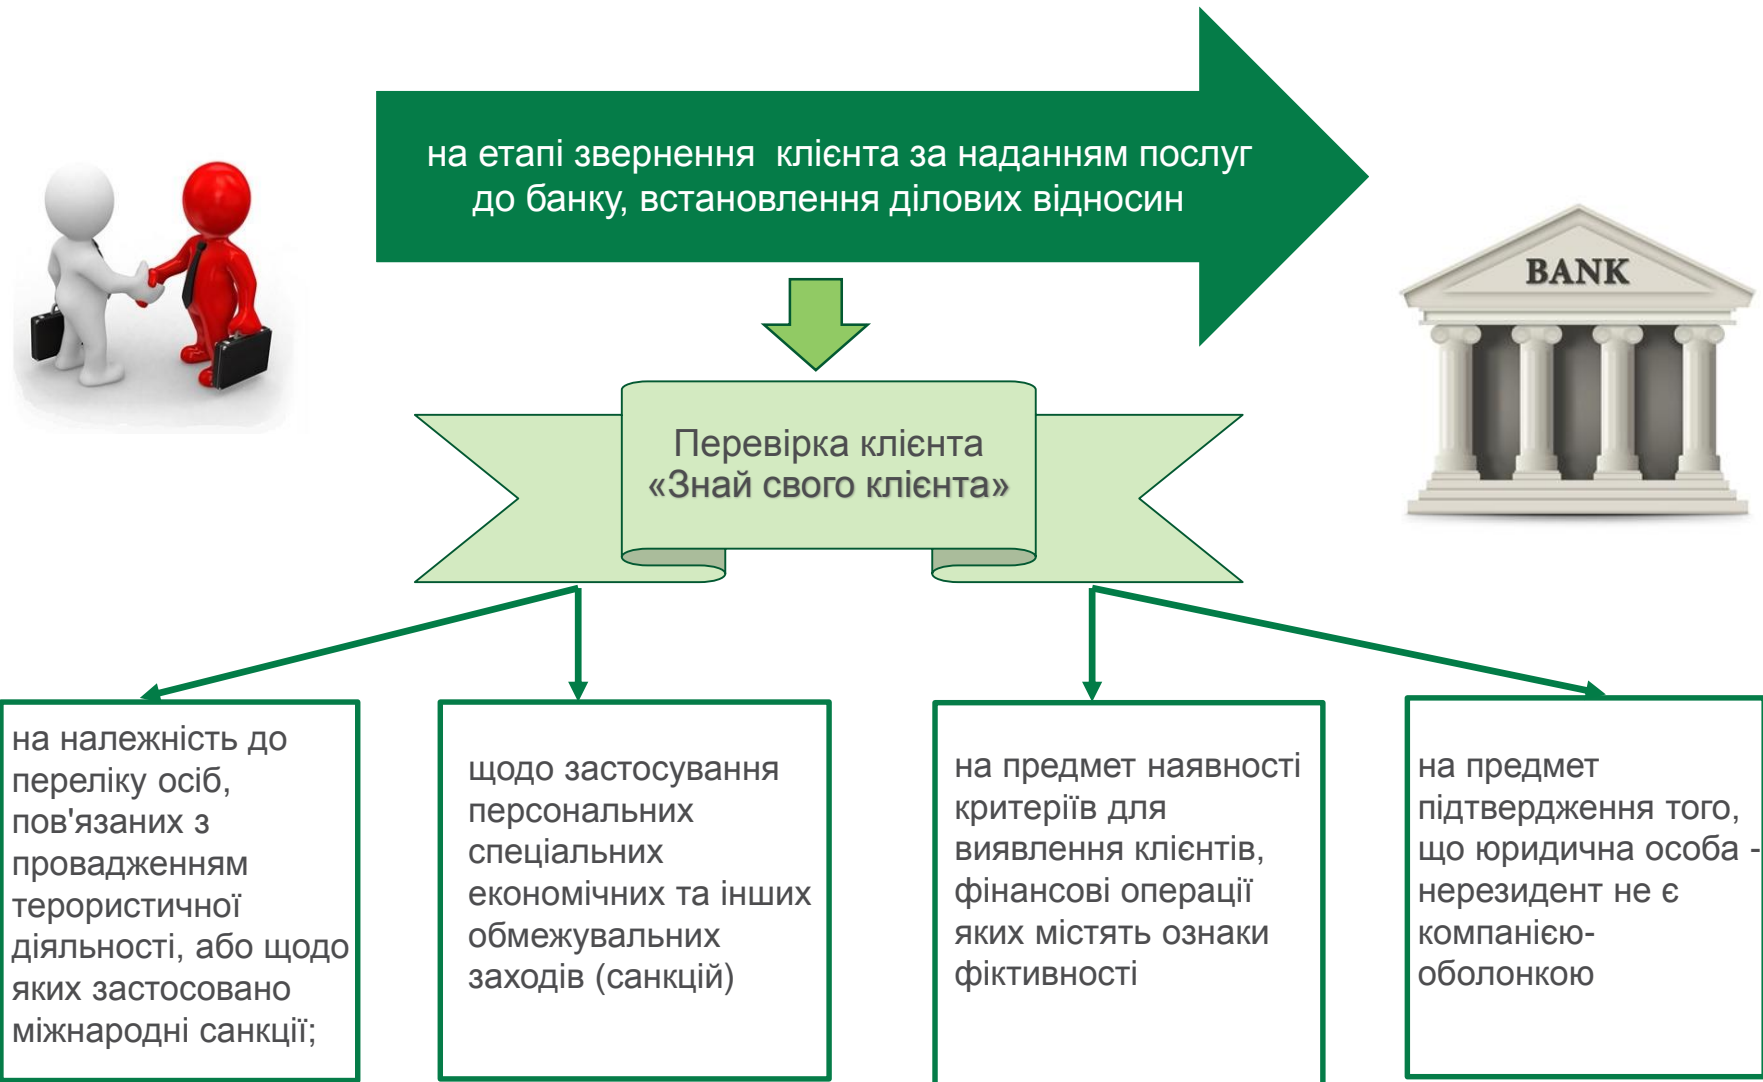 на етапі звернення клієнта за наданням послуг
до банку, встановлення ділових відносин
BANK
Перевірка клієнта
«Знай свого клієнта»
на належність до
переліку осіб,
пов'язаних з
провадженням
терористичної
діяльності, або щодо
яких застосовано
міжнародні санкції;
щодо застосування
персональних
спеціальних
економічних та інших
обмежувальних
заходів (санкцій)
на предмет наявності
критеріїв для
виявлення клієнтів,
фінансові операції
яких містять ознаки
фіктивності
на предмет
підтвердження того,
що юридична особа -
нерезидент не є
компанією-
оболонкою